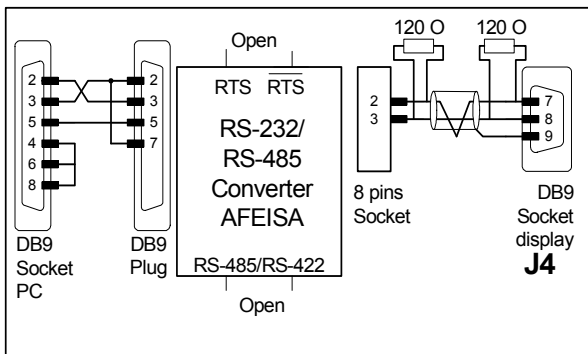 Open
120 O
120 O
RTS
RTS
2
3
5
4
6
8
2
3
5
7
RS-232/
RS-485
Converter
AFEISA
2
3
7
8
9
DB9
Socket
PC
DB9
Plug
8 pins
Socket
DB9
Socket
display
J4
RS-485/RS-422
Open